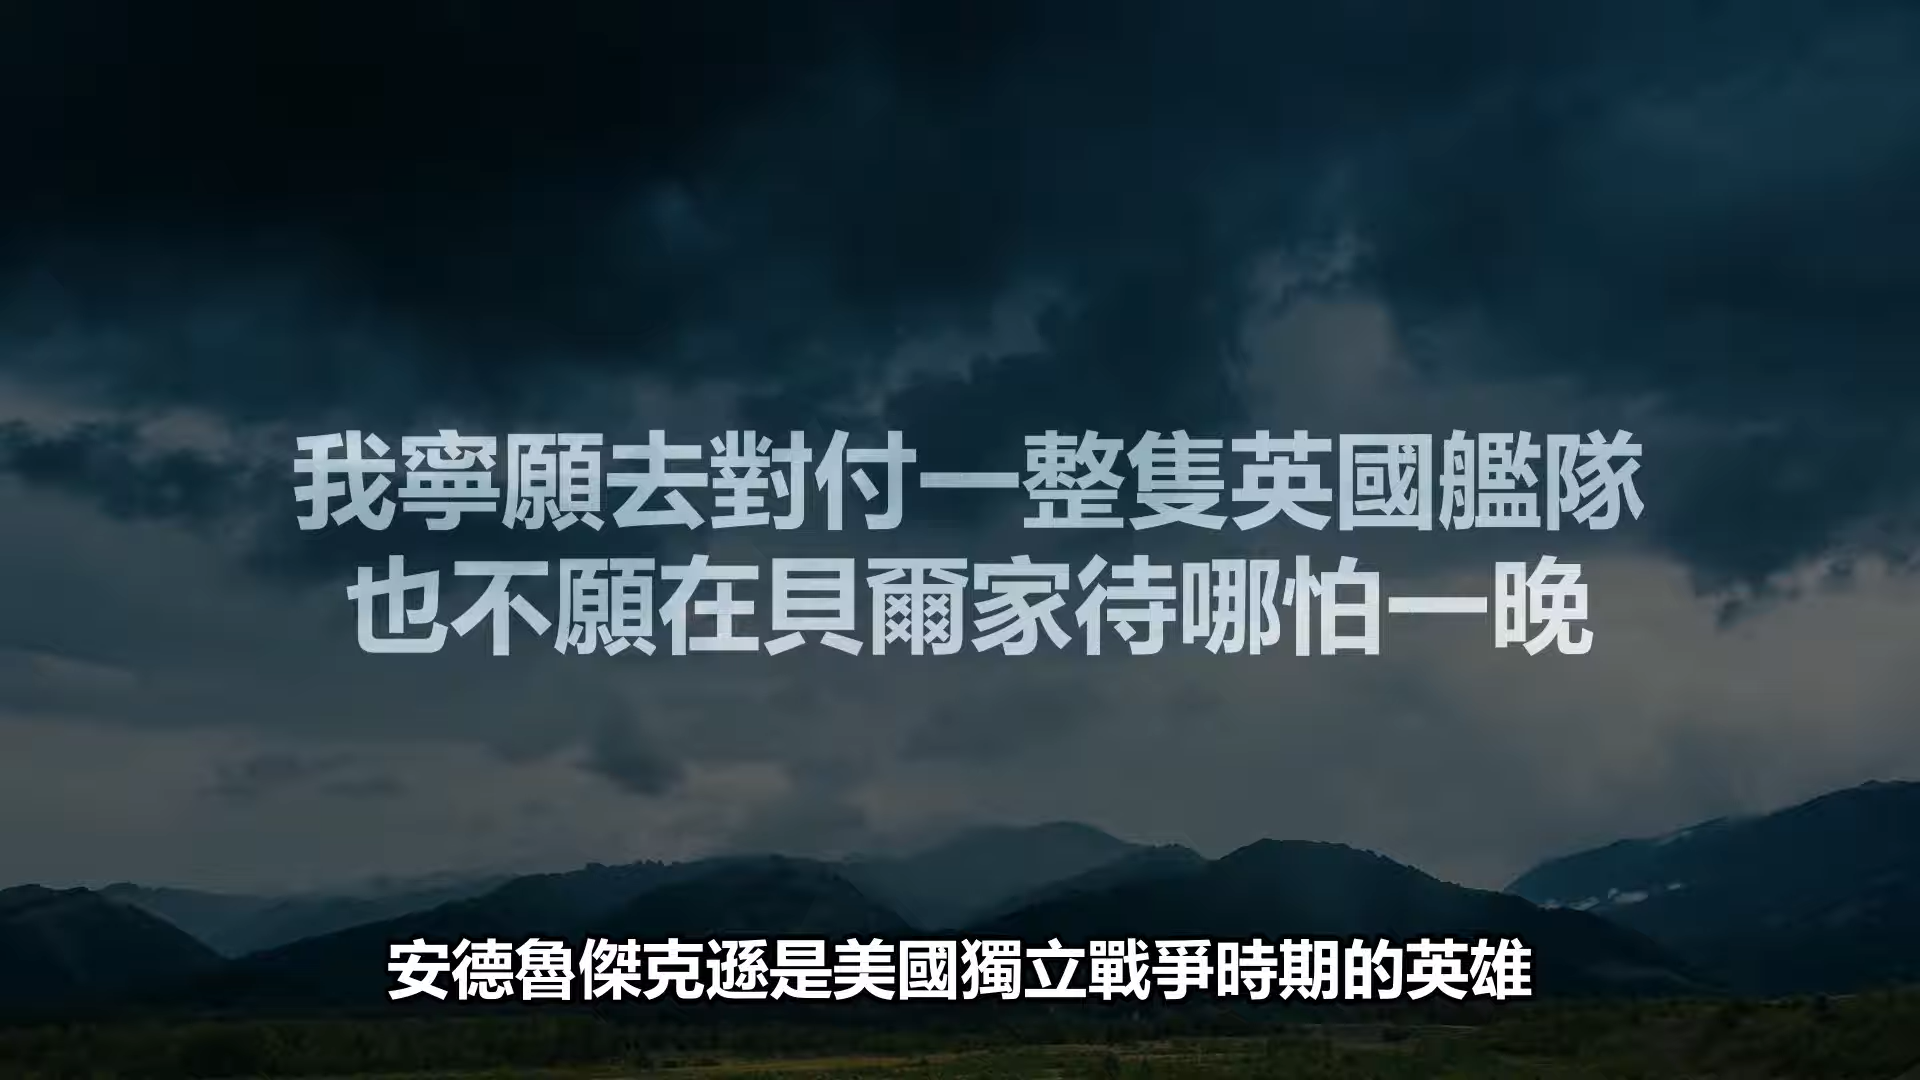 我寧願去對付一整隻英國艦隊
也不願在貝爾家待哪怕一晚
安德魯傑克遜是美國獨立戰爭時期的英雄